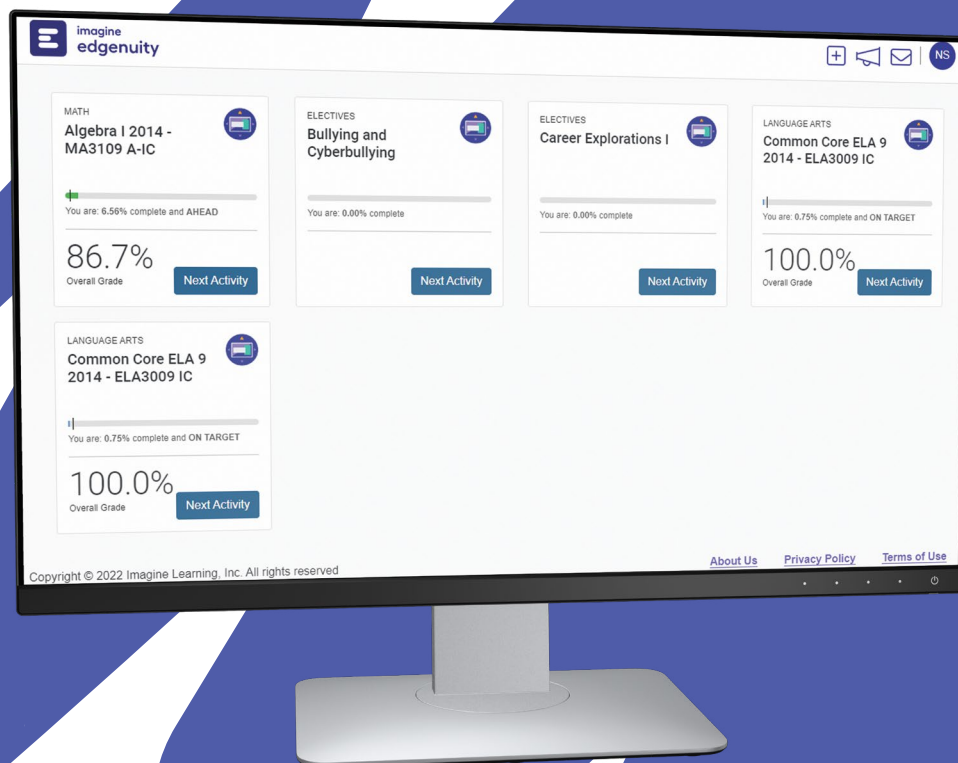 imagine
edgenuity
NS
MATH
Algebra I 2014 -
MA3109 A-IC
You are: 6.56% complete and AHEAD
86.7%
Overall Grade
Next Activity
ELECTIVES
Bullying and
Cyberbullying
You are: 0.00% complete
Next Activity
ELECTIVES
Career Explorations I
You are: 0.00% complete
Next Activity
LANGUAGE ARTS
Common Core ELA 9
2014 - ELA3009 IC
You are: 0.75% complete and ON TARGET
100.0%
Overall Grade
Next Activity
LANGUAGE ARTS
Common Core ELA 9
2014 - ELA3009 IC
You are: 0.75% complete and ON TARGET
100.0%
Overall Grade
Next Activity
About Us Privacy Policy Terms of Use
Copyright © 2022 Imagine Learning, Inc. All rights reserved